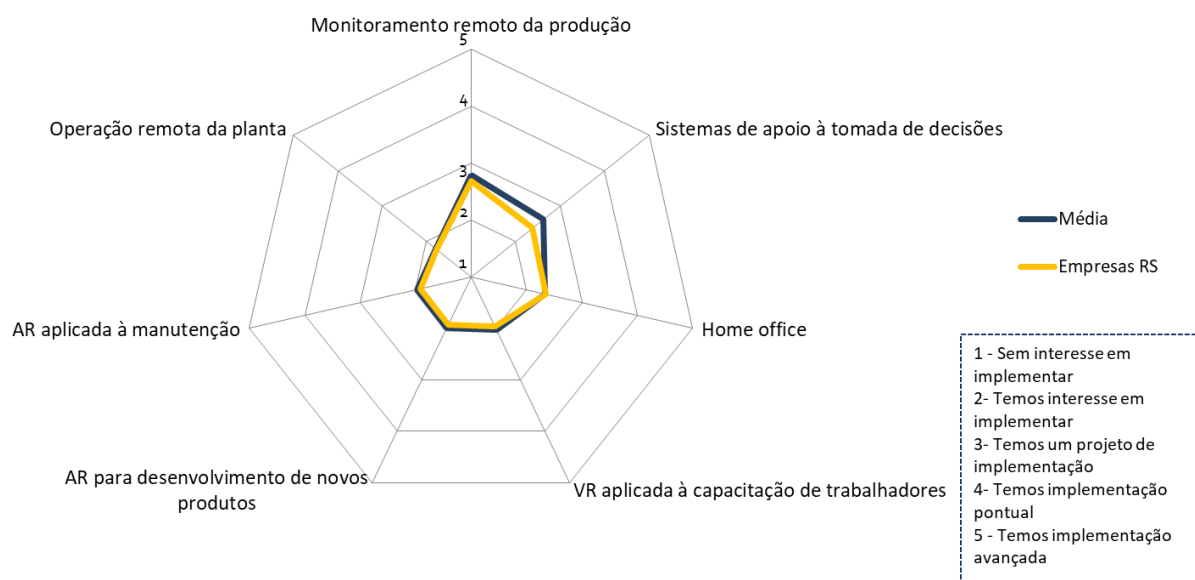 Monitoramento remoto da produção
5
4
3
2
1
Operação remota da planta
Sistemas de apoio à tomada de decisões
Média
Empresas RS
AR aplicada à manutenção
Home office
AR para desenvolvimento de novos
produtos
VR aplicada à capacitação de trabalhadores
1 - Sem interesse em
implementar
2- Temos interesse em
implementar
3- Temos um projeto de
implementação
4- Temos implementação
pontual
5 - Temos implementação
avançada